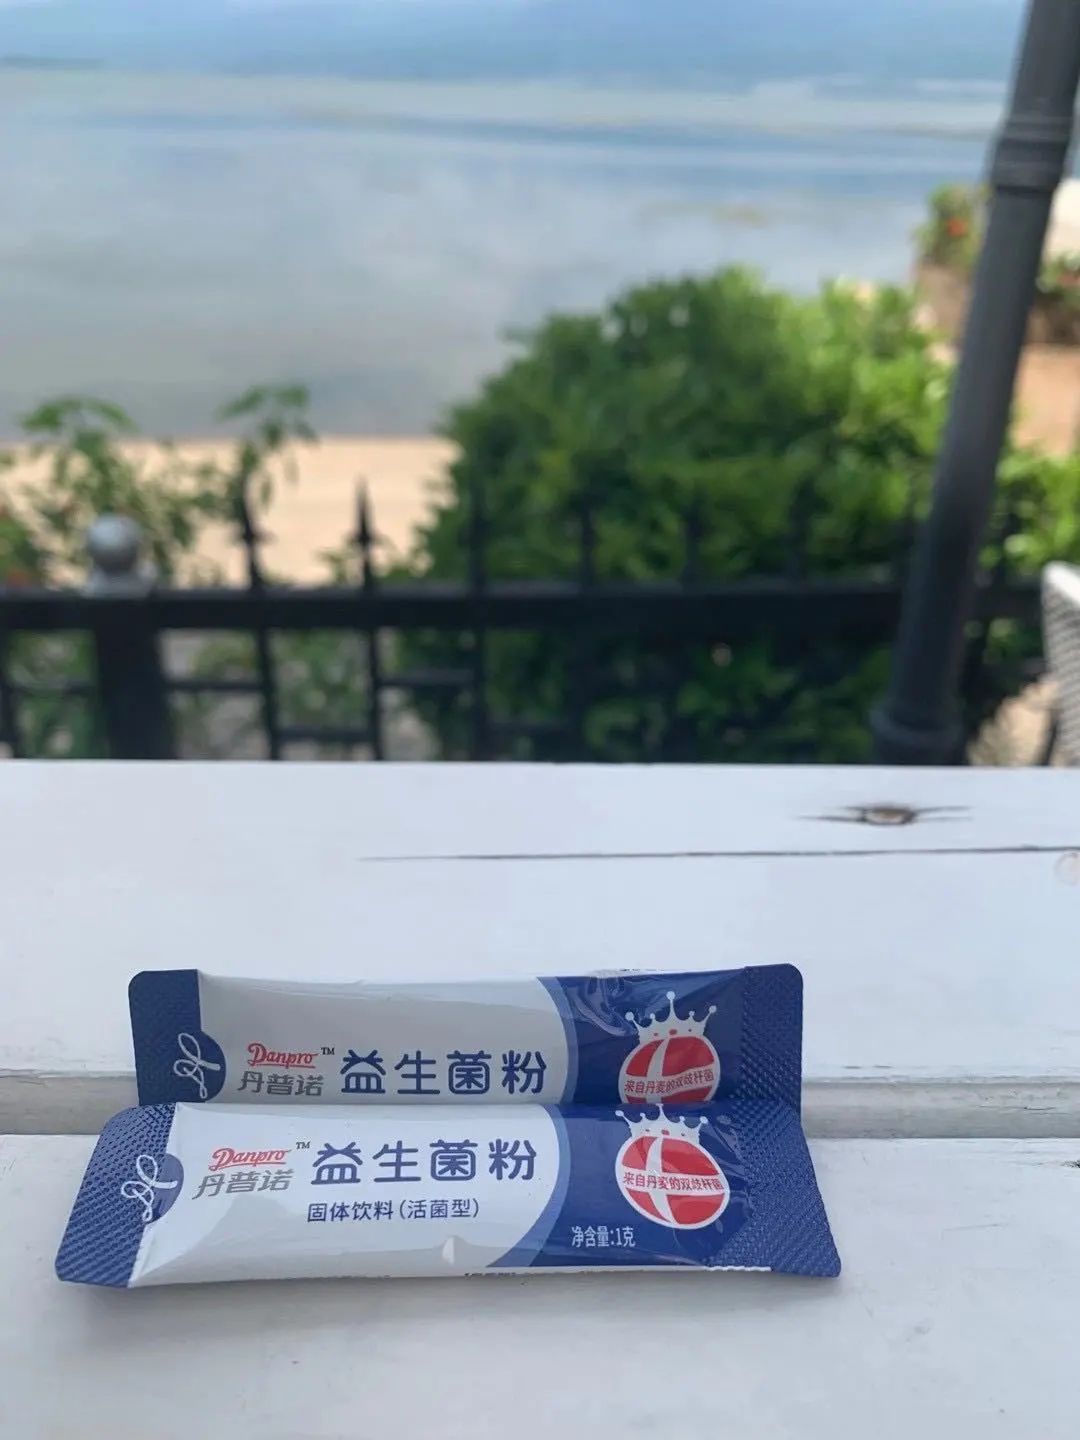 Danpro™
丹普诺
益生菌粉
来自丹麦的双歧杆菌
Danpro™
丹普诺
益生菌粉
固体饮料(活菌型)
来自丹麦的双歧杆菌
净含量:1克